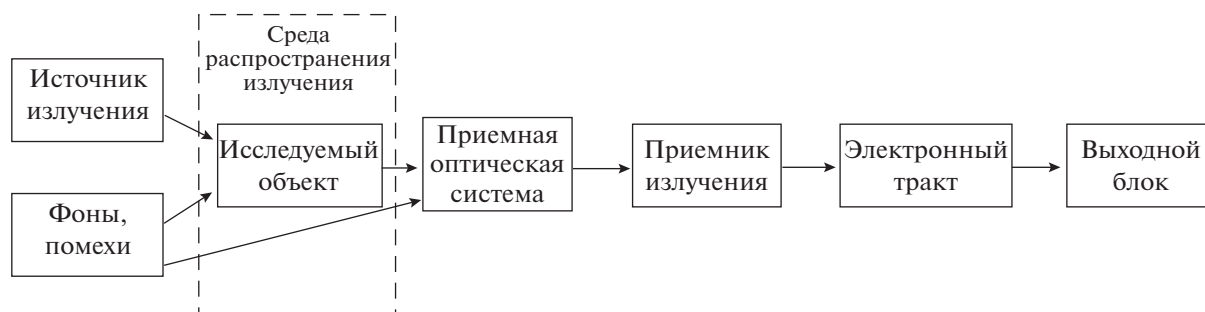 Среда
распространения
излучения
Источник
излучения
Исследуемый
объект
Фоны,
помехи
Приемная
оптическая
система
Приемник
излучения
Электронный
тракт
Выходной
блок